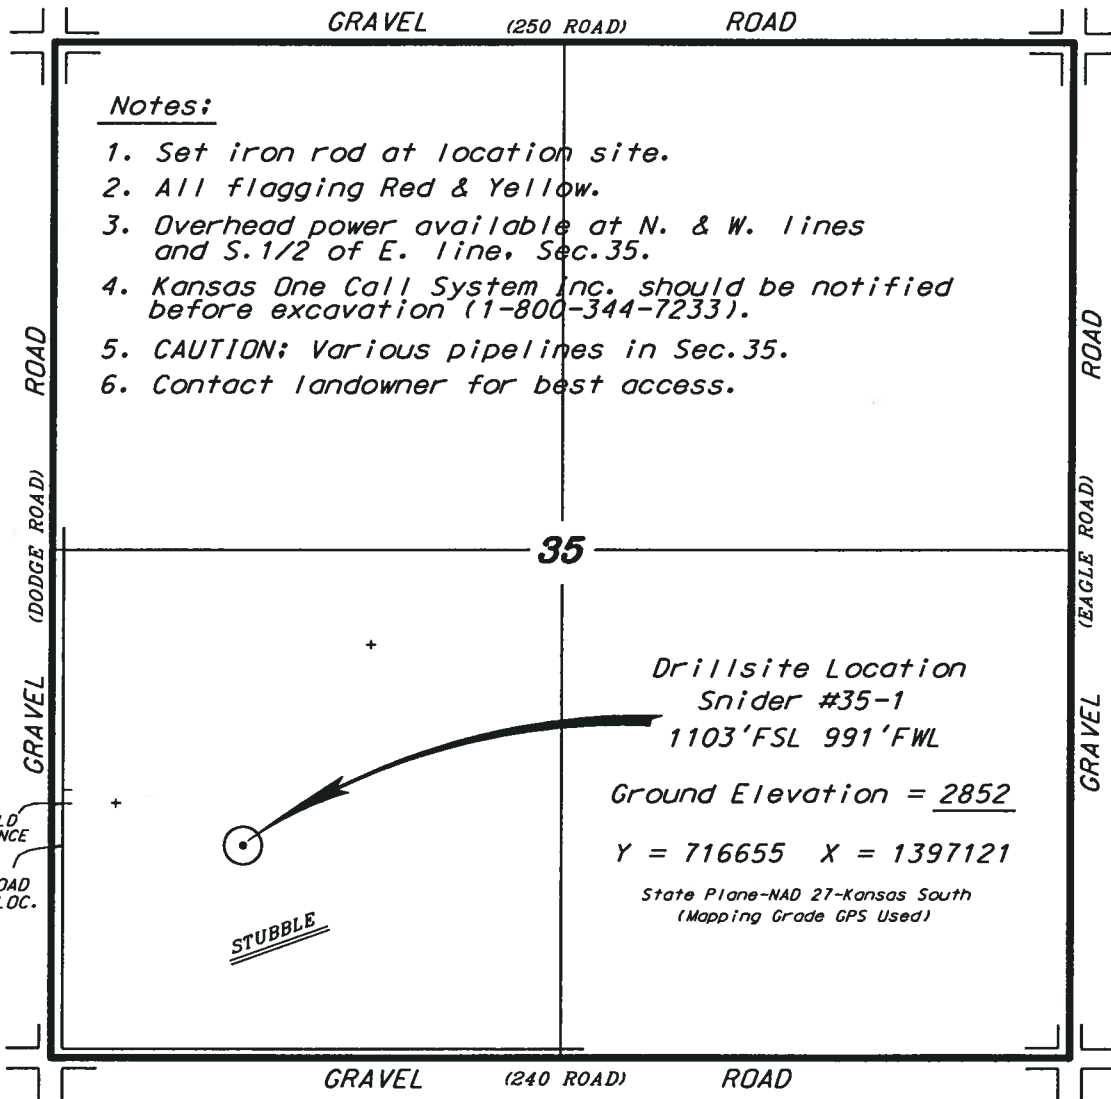 GRAVEL (250 ROAD) ROAD
Notes:
1. Set iron rod at location site.
2. All flagging Red & Yellow.
3. Overhead power available at N. & W. lines
and S.1/2 of E. line, Sec.35.
4. Kansas One Call System Inc. should be notified
before excavation (1-800-344-7233).
5. CAUTION: Various pipelines in Sec.35.
6. Contact landowner for best access.
GRAVEL (DODGE ROAD) ROAD
GRAVEL (EAGLE ROAD) ROAD
35
Drillsite Location
Snider #35-1
1103'FSL 991'FWL
Ground Elevation = 2852
Y = 716655 X = 1397121
State Plane-NAD 27-Kansas South
(Mapping Grade GPS Used)
LOC.
STUBBLE
GRAVEL (240 ROAD) ROAD